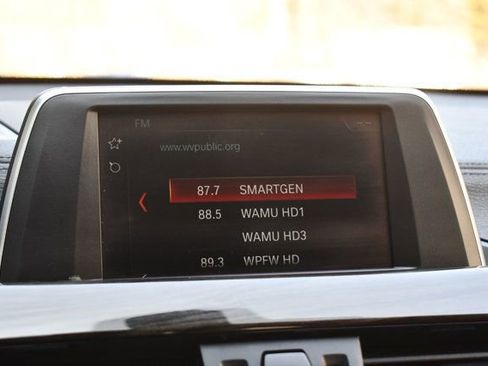 FM
www.wvpublic.org
87.7 SMARTGEN
88.5 WAMU HD1
WAMU HD3
89.3 WPFW HD